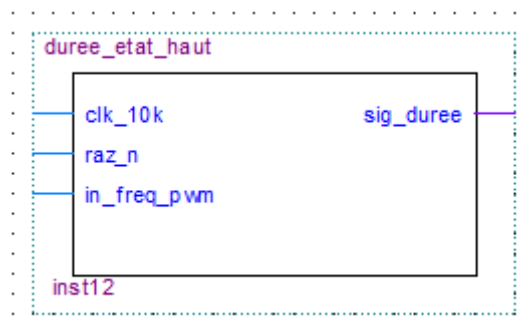 duree_etat_haut
clk_10k sig_duree
raz_n
in_freq_pwm
inst12